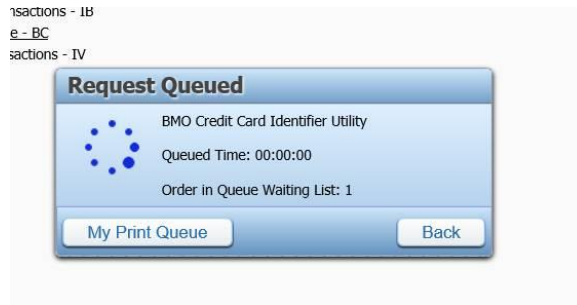 nsactions - IB
e - BC
sactions - IV
Request Queued
BMO Credit Card Identifier Utility
Queued Time: 00:00:00
Order in Queue Waiting List: 1
My Print Queue
Back